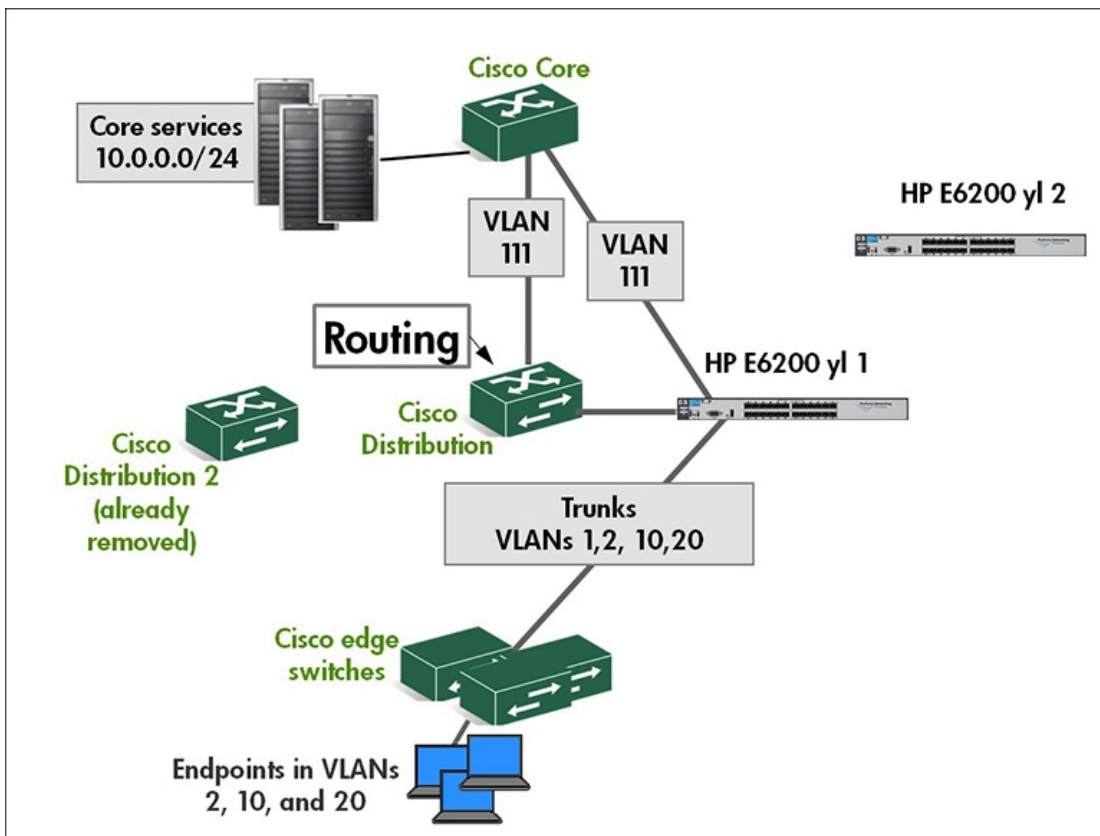 Cisco Core
Core services
10.0.0.0/24
HP E6200 yl 2
VLAN
111
VLAN
111
Routing
HP E6200 yl 1
Cisco
Distribution
Cisco
Distribution 2
(already
removed)
Trunks
VLANs 1,2, 10,20
Cisco edge
switches
Endpoints in VLANs
2, 10, and 20